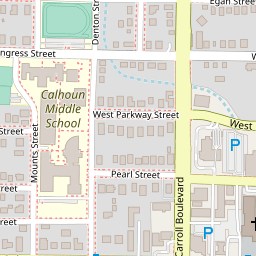 Egan Street
Denton Str
ngress Street
Calhoun
Middle
School
West Parkway Street
West
Street
Mounts Street
P
P
Pearl Street
Carroll Boulevard